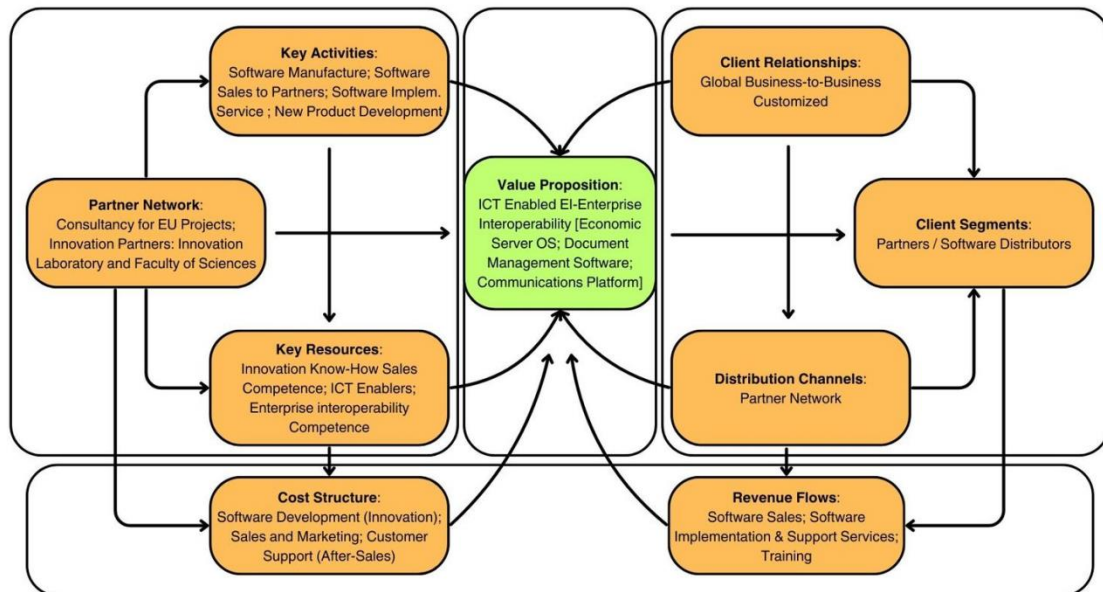 Key Activities:
Software Manufacture; Software
Sales to Partners; Software Implem.
Service ; New Product Development
Partner Network:
Consultancy for EU Projects;
Innovation Partners: Innovation
Laboratory and Faculty of Sciences
Key Resources:
Innovation Know-How Sales
Competence; ICT Enablers;
Enterprise interoperability
Competence
Value Proposition:
ICT Enabled EI-Enterprise
Interoperability [Economic
Server OS; Document
Management Software;
Communications Platform]
Client Relationships:
Global Business-to-Business
Customized
Client Segments:
Partners / Software Distributors
Distribution Channels:
Partner Network
Cost Structure:
Software Development (Innovation);
Sales and Marketing; Customer
Support (After-Sales)
Revenue Flows:
Software Sales; Software
Implementation & Support Services;
Training